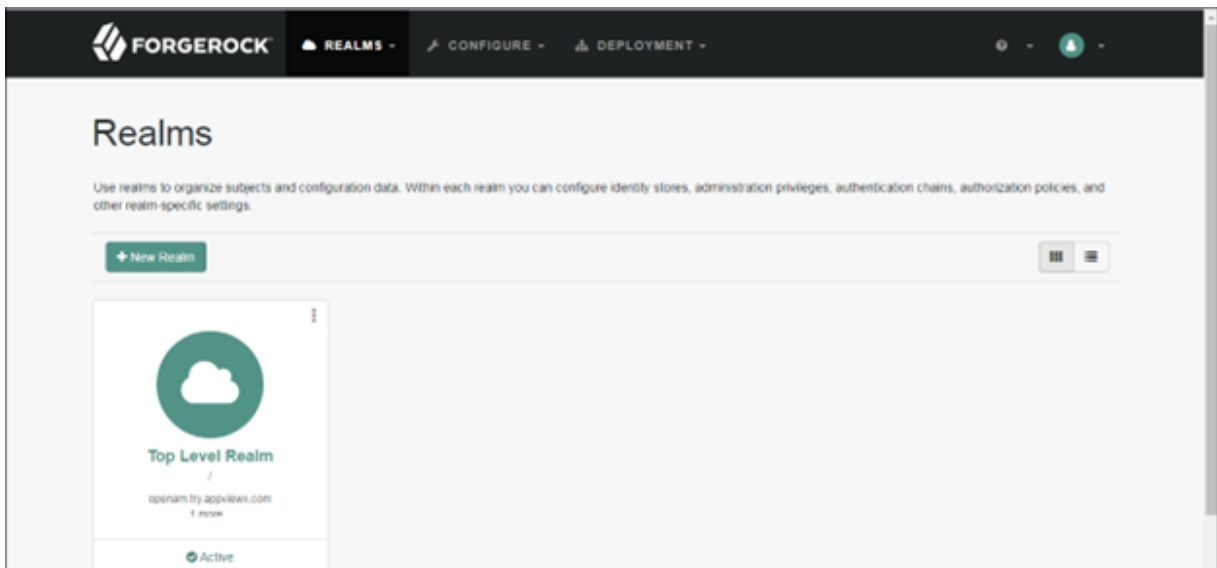 FORGEROCK REALMS CONFIGURE DEPLOYMENT
Realms
Use realms to organize subjects and configuration data. Within each realm you can configure identity stores, administration privileges, authentication chains, authorization policies, and
other realm-specific settings.
+ New Realm
Top Level Realm
/
openam.try.appviewx.com
1 more
Active